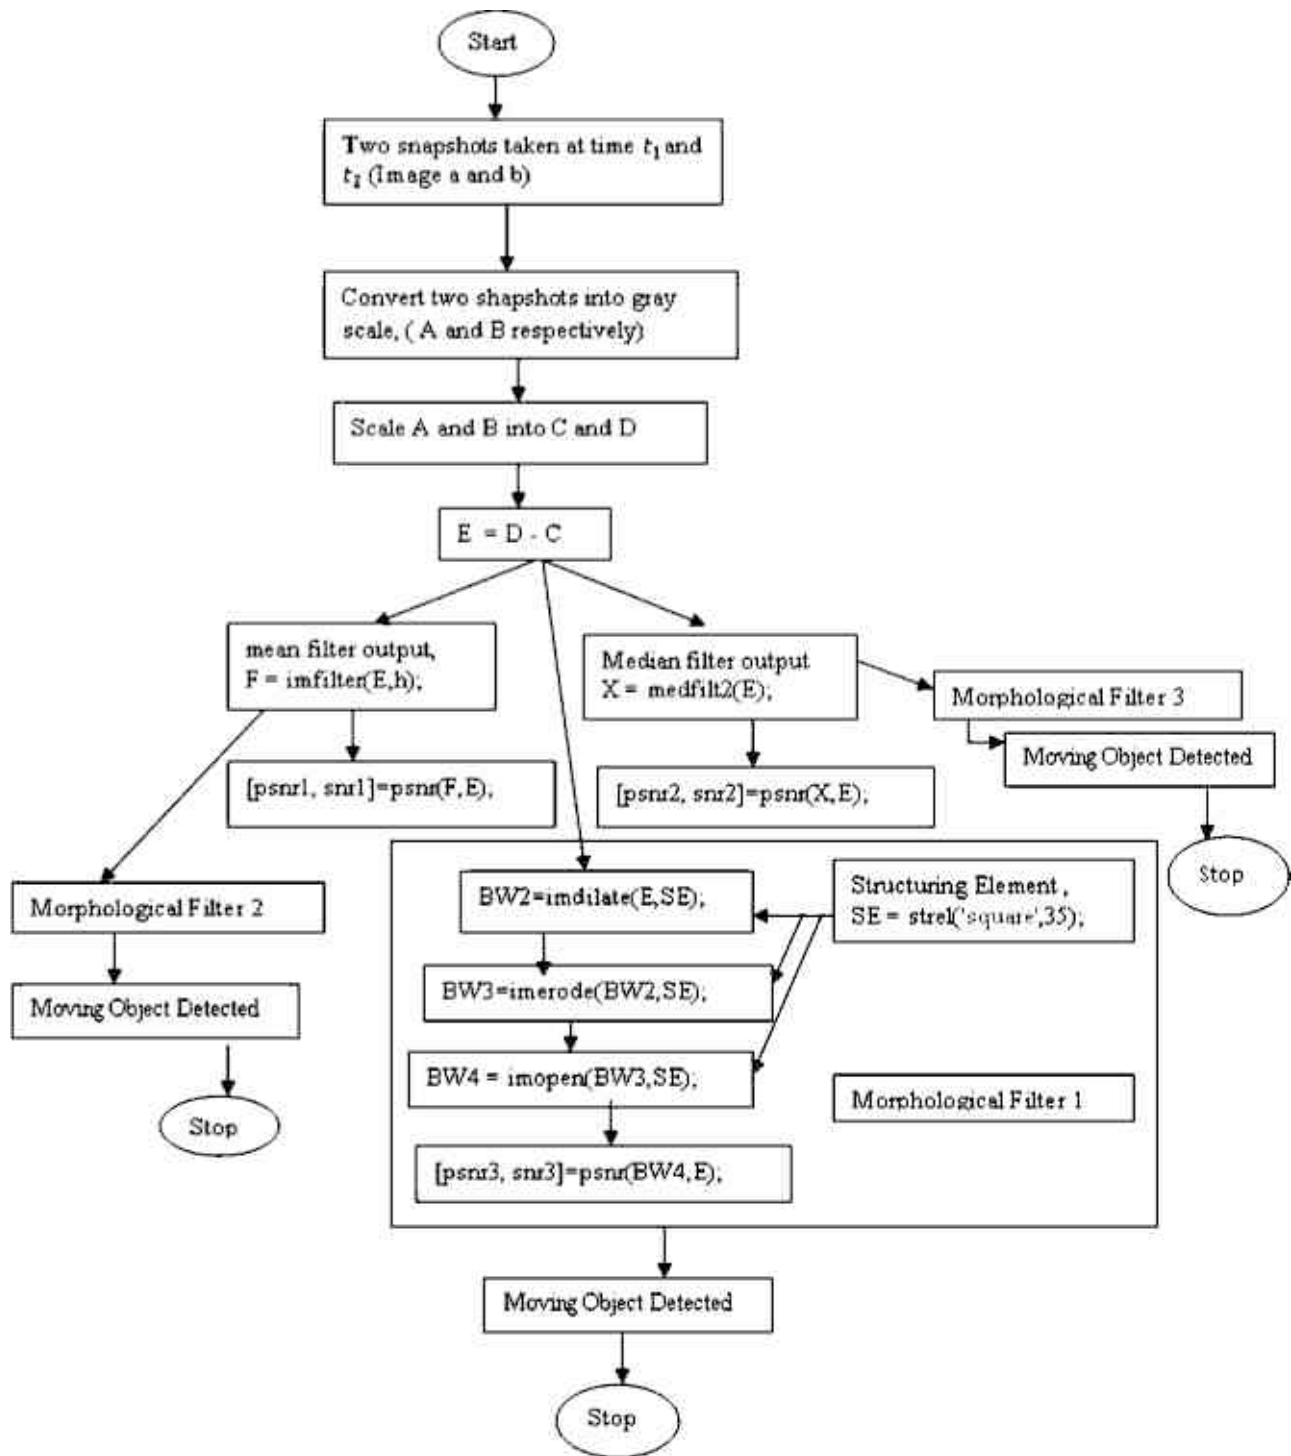 Start
Two snapshots taken at time t1 and
t2 (Image a and b)
Convert two shapshots into gray
scale, ( A and B respectively)
Scale A and B into C and D
E = D - C
mean filter output,
F = imfilter(E,h);
Median filter output
X = medfilt2(E);
Morphological Filter 3
Moving Object Detected
Stop
[psnr1, snr1]=psnr(F,E),
[psnr2, snr2]=psnr(X,E);
Morphological Filter 2
Moving Object Detected
Stop
BW2=imdilate(E,SE);
Structuring Element ,
SE = strel('square',35);
BW3=imerode(BW2,SE);
BW4 = imopen(BW3,SE);
Morphological Filter 1
[psnr3, snr3]=psnr(BW4,E);
Moving Object Detected
Stop